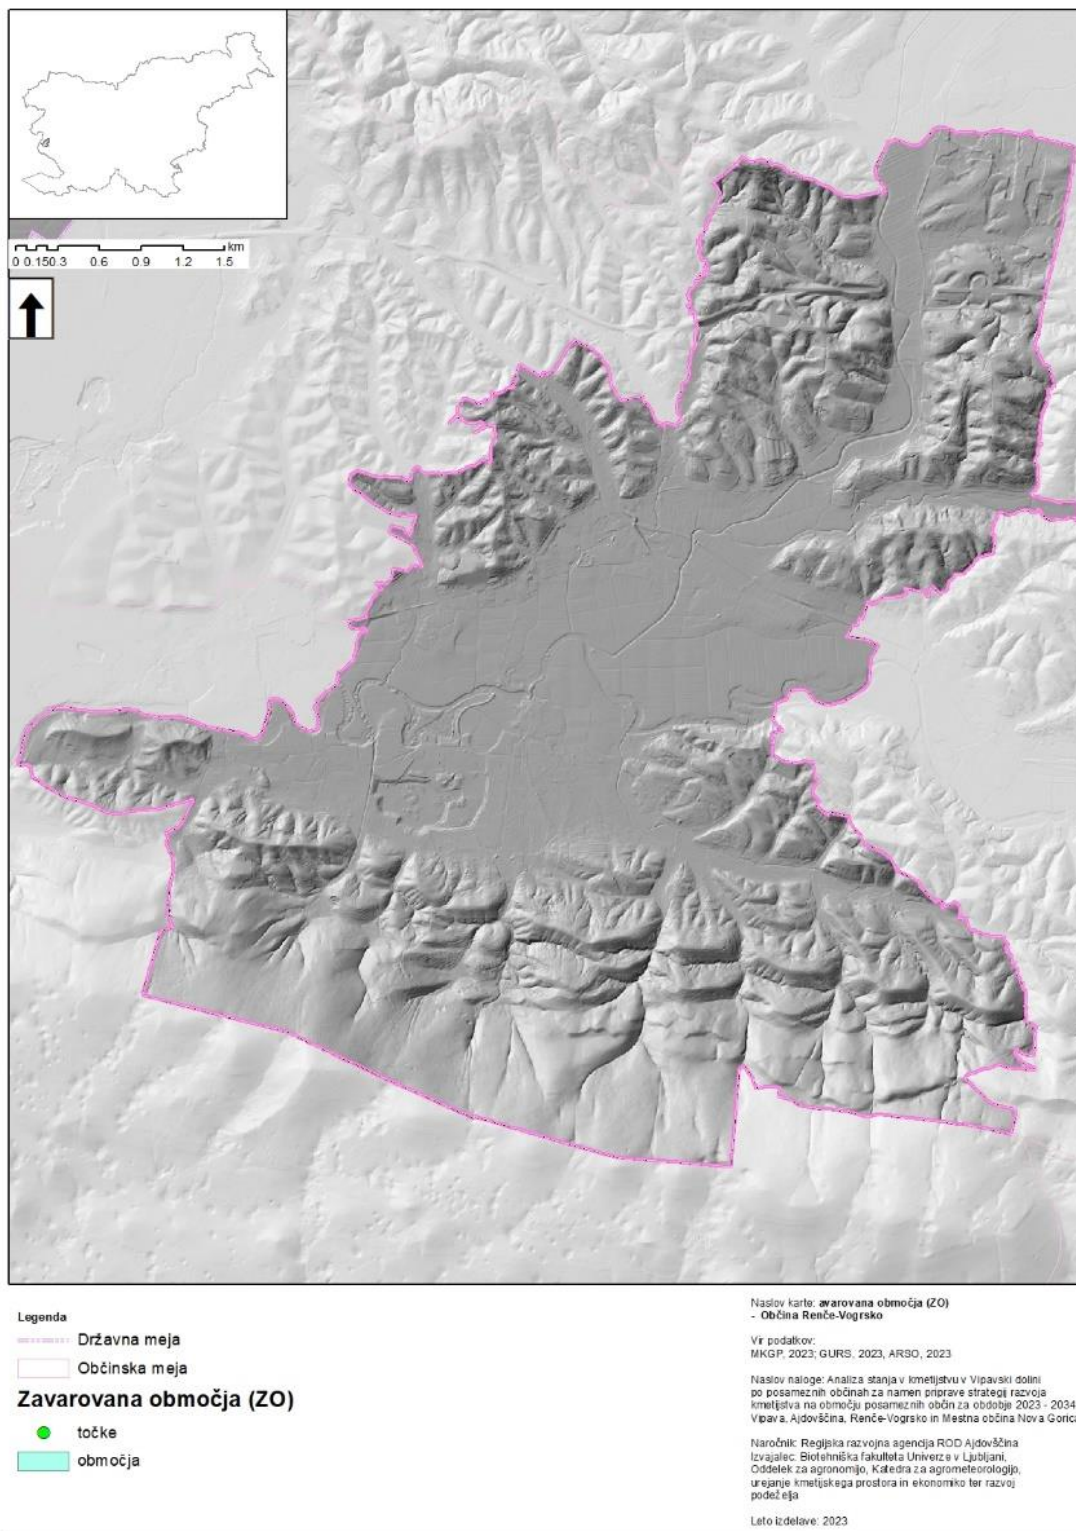 km
0 0.150.3 0.6 0.9 1.2 1.5
Legenda
Državna meja
Občinska meja
Zavarovana območja (ZO)
točke
območja
Naslov karte: avarovana območja (ZO)
- Občina Renče-Vogrsko
Vir podatkov:
MKGP, 2023; GURS, 2023, ARSO, 2023
Naslov naloge: Analiza stanja v kmetijstvu v Vipavski dolini
po posameznih občinah za namen priprave strategij razvoja
kmetijstva na območju posameznih občin za obdobje 2023 - 2034
Vipava, Ajdovščina, Renče-Vogrsko in Mestna občina Nova Gorica
Naročnik: Regijska razvojna agencija ROD Ajdovščina
Izvajalec: Biotehniška fakulteta Univerze v Ljubljani,
Oddelek za agronomijo, Katedra za agrometeorologijo,
urejanje kmetijskega prostora in ekonomiko ter razvoj
podeželja
Leto izdelave: 2023